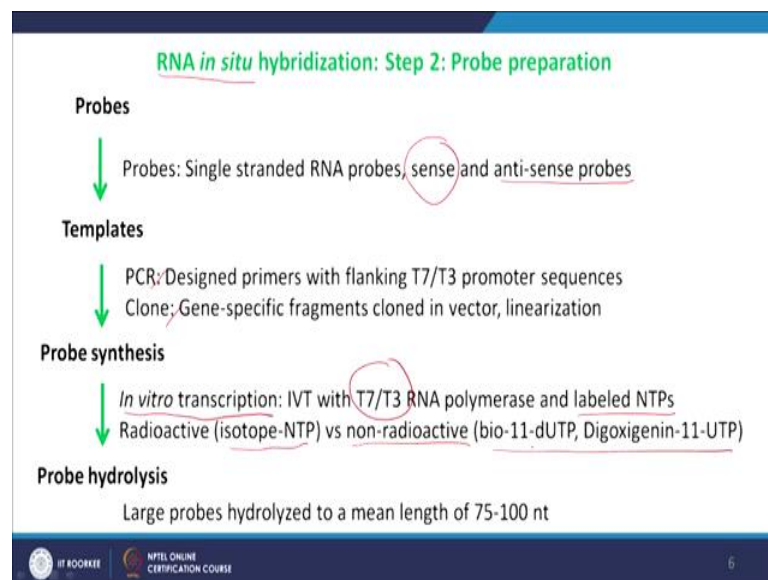 RNA in situ hybridization: Step 2: Probe preparation
Probes
Probes: Single stranded RNA probes, sense and anti-sense probes
Templates
PCR: Designed primers with flanking T7/T3 promoter sequences
Clone: Gene-specific fragments cloned in vector, linearization
Probe synthesis
In vitro transcription: IVT with T7/T3 RNA polymerase and labeled NTPs
Radioactive (isotope-NTP) vs non-radioactive (bio-11-dUTP, Digoxigenin-11-UTP)
Probe hydrolysis
Large probes hydrolyzed to a mean length of 75-100 nt
IIT ROORKEE
NPTEL ONLINE
CERTIFICATION COURSE
6